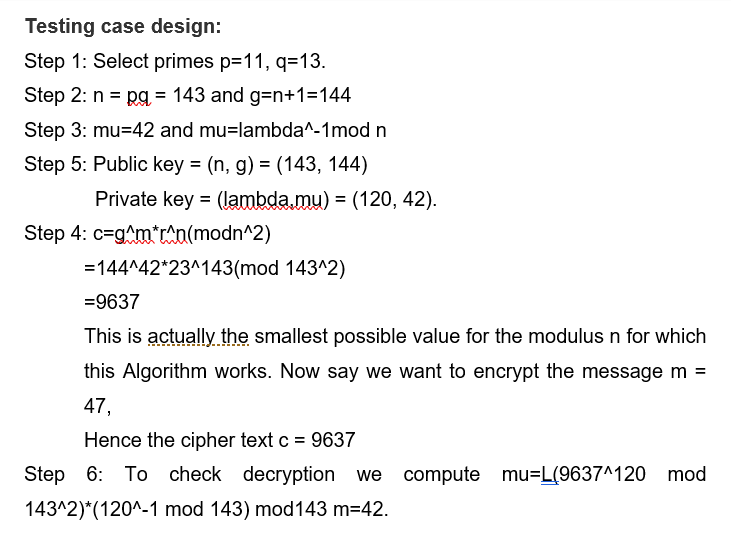 Testing case design:
Step 1: Select primes p=11, q=13.
Step 2: n = pq = 143 and g=n+1=144
Step 3: mu=42 and mu=lambda^-1mod n
Step 5: Public key = (n, g) = (143, 144)
Private key = (lambda,mu) = (120, 42).
Step 4: c=g^m*r^n(modn^2)
=144^42*23^143(mod 143^2)
=9637
This is actually the smallest possible value for the modulus n for which
this Algorithm works. Now say we want to encrypt the message m =
47,
Hence the cipher text c = 9637
Step 6: To check decryption we compute mu=L(9637^120 mod
143^2)*(120^-1 mod 143) mod143 m=42.